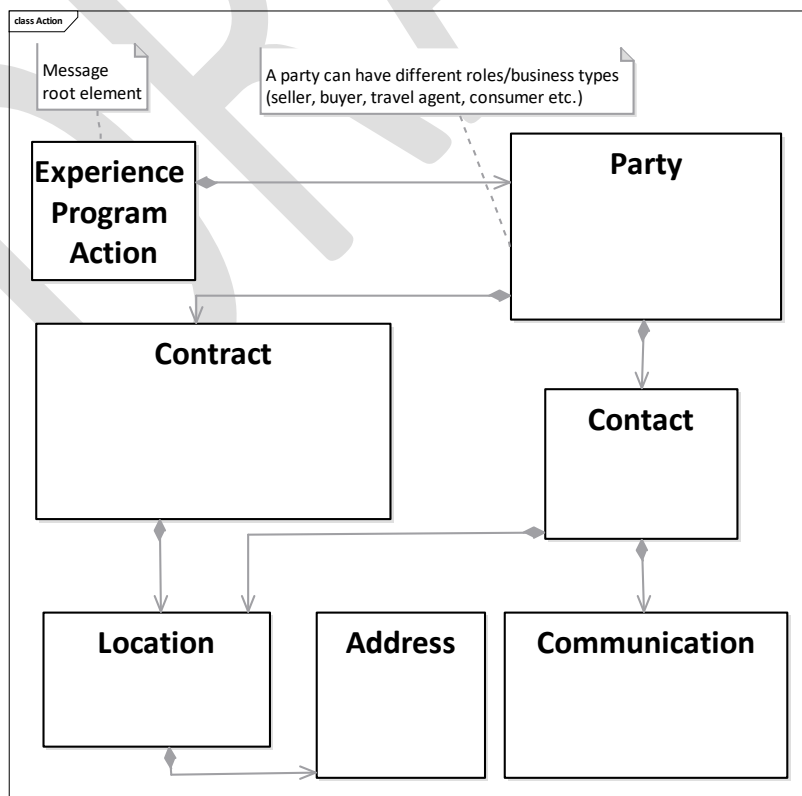 class Action
Message
root element
A party can have different roles/business types
(seller, buyer, travel agent, consumer etc.)
Experience
Program
Action
Party
Contract
Contact
Location
Address
Communication